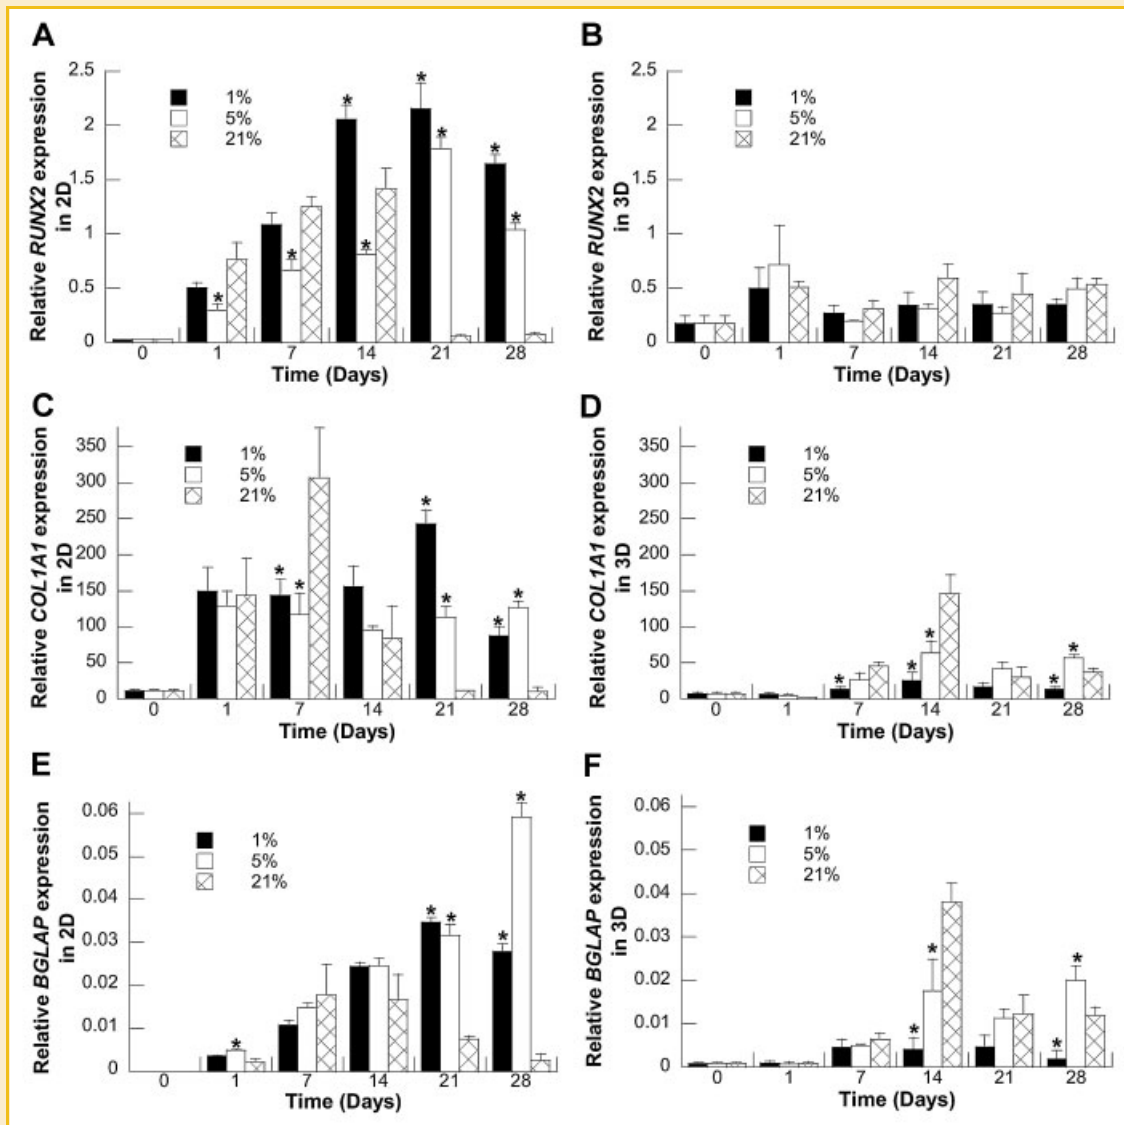 A
Relative RUNX2 expression
in 2D
2.5
2
1.5
1
0.5
0
1%
5%
21%
* * * * * * *
0 1 7 14 21 28
Time (Days)
B
Relative RUNX2 expression
in 3D
2.5
2
1.5
1
0.5
0
1%
5%
21%
0 1 7 14 21 28
Time (Days)
C
Relative COL1A1 expression
in 2D
350
300
250
200
150
100
50
0
1%
5%
21%
* * * * * *
0 1 7 14 21 28
Time (Days)
D
Relative COL1A1 expression
in 3D
350
300
250
200
150
100
50
0
1%
5%
21%
* * * * *
0 1 7 14 21 28
Time (Days)
E
Relative BGLAP expression
in 2D
0.06
0.05
0.04
0.03
0.02
0.01
0
1%
5%
21%
* * * * *
0 1 7 14 21 28
Time (Days)
F
Relative BGLAP expression
in 3D
0.06
0.05
0.04
0.03
0.02
0.01
0
1%
5%
21%
* * * *
0 1 7 14 21 28
Time (Days)